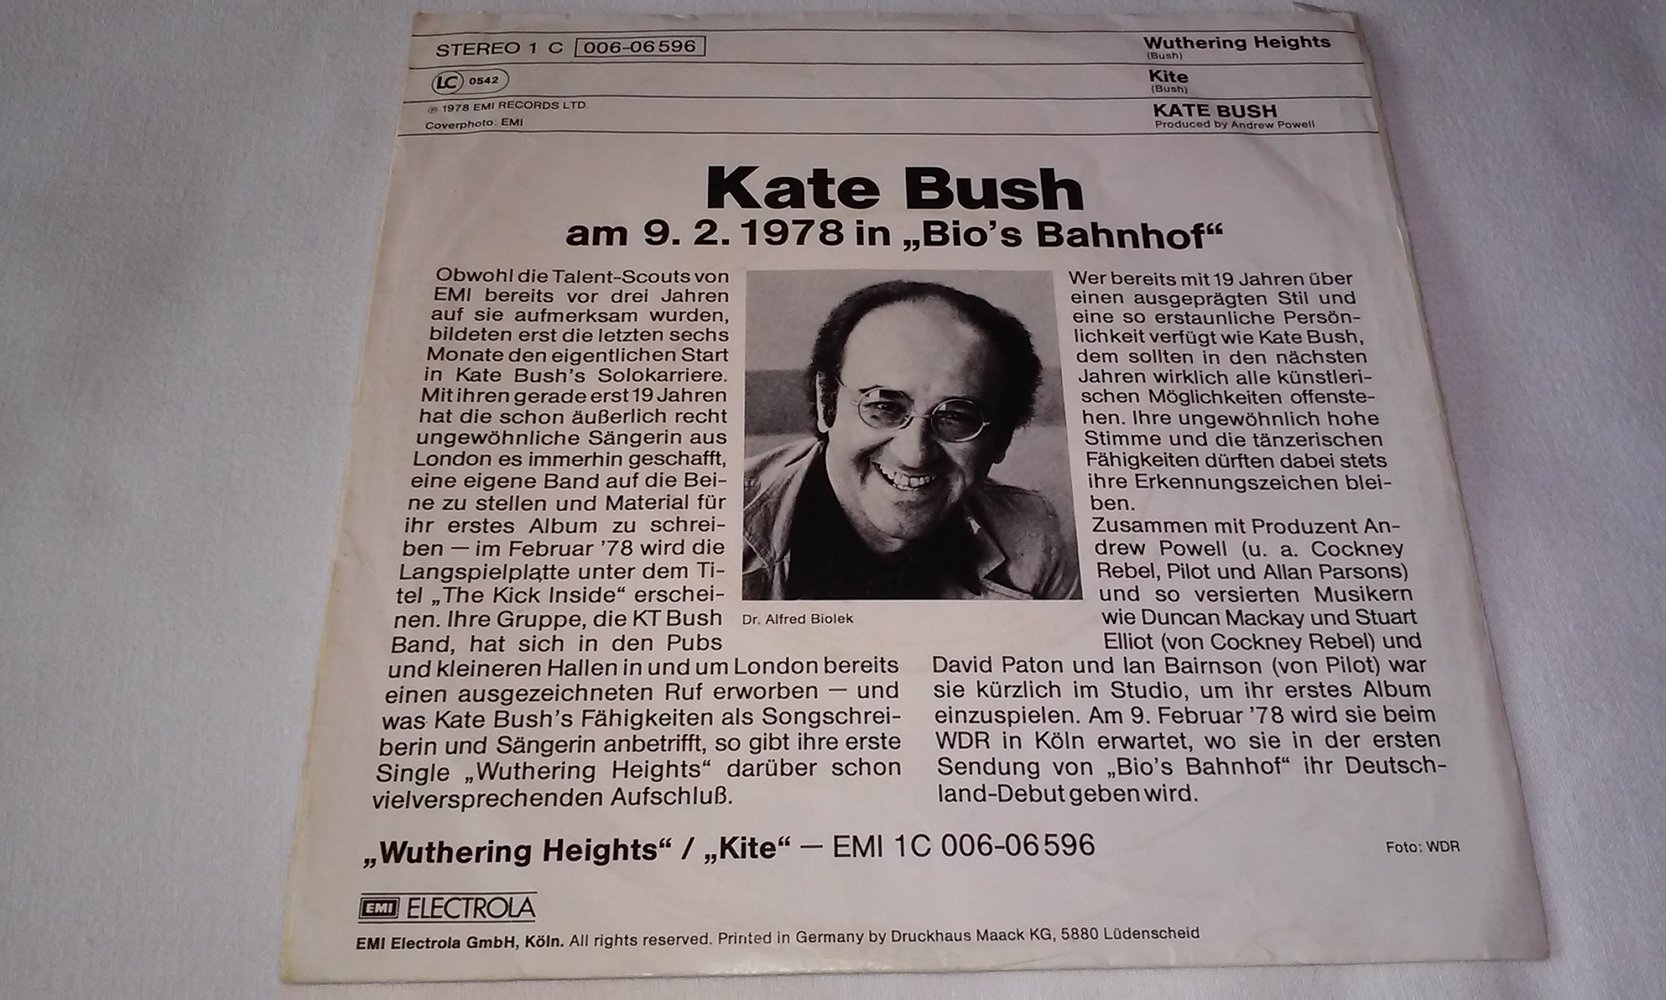 STEREO 1 C 006-06596
LC 0542
℗ 1978 EMI RECORDS LTD.
Coverphoto: EMI
Wuthering Heights
(Bush)
Kite
(Bush)
KATE BUSH
Produced by Andrew Powell
Kate Bush
am 9. 2. 1978 in „Bio's Bahnhof“
Obwohl die Talent-Scouts von
EMI bereits vor drei Jahren
auf sie aufmerksam wurden,
bildeten erst die letzten sechs
Monate den eigentlichen Start
in Kate Bush's Solokarriere.
Mit ihren gerade erst 19 Jahren
hat die schon äußerlich recht
ungewöhnliche Sängerin aus
London es immerhin geschafft,
eine eigene Band auf die Bei-
ne zu stellen und Material für
ihr erstes Album zu schrei-
ben — im Februar '78 wird die
Langspielplatte unter dem Ti-
tel „The Kick Inside“ erschei-
nen. Ihre Gruppe, die KT Bush
Band, hat sich in den Pubs
und kleineren Hallen in und um London bereits
einen ausgezeichneten Ruf erworben — und
was Kate Bush's Fähigkeiten als Songschrei-
berin und Sängerin anbetrifft, so gibt ihre erste
Single „Wuthering Heights“ darüber schon
vielversprechenden Aufschluß.
Dr. Alfred Biolek
Wer bereits mit 19 Jahren über
einen ausgeprägten Stil und
eine so erstaunliche Persön-
lichkeit verfügt wie Kate Bush,
dem sollten in den nächsten
Jahren wirklich alle künstleri-
schen Möglichkeiten offenste-
hen. Ihre ungewöhnlich hohe
Stimme und die tänzerischen
Fähigkeiten dürften dabei stets
ihre Erkennungszeichen blei-
ben.
Zusammen mit Produzent An-
drew Powell (u. a. Cockney
Rebel, Pilot und Allan Parsons)
und so versierten Musikern
wie Duncan Mackay und Stuart
Elliot (von Cockney Rebel) und
David Paton und Ian Bairnson (von Pilot) war
sie kürzlich im Studio, um ihr erstes Album
einzuspielen. Am 9. Februar '78 wird sie beim
WDR in Köln erwartet, wo sie in der ersten
Sendung von „Bio's Bahnhof“ ihr Deutsch-
land-Debut geben wird.
„Wuthering Heights“ / „Kite“ — EMI 1C 006-06596
Foto: WDR
EMI ELECTROLA
EMI Electrola GmbH, Köln. All rights reserved. Printed in Germany by Druckhaus Maack KG, 5880 Lüdenscheid